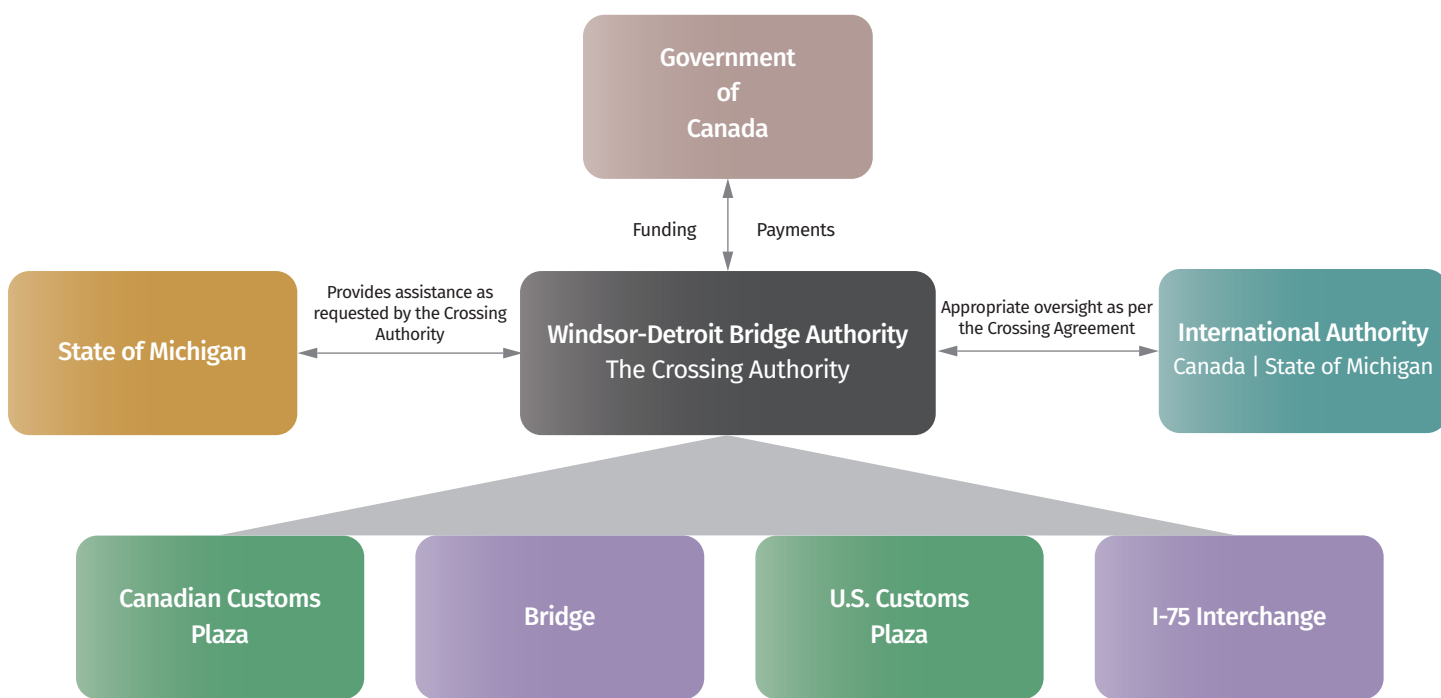 Government
of
Canada
Funding
Payments
State of Michigan
Provides assistance as
requested by the Crossing
Authority
Windsor-Detroit Bridge Authority
The Crossing Authority
Appropriate oversight as per
the Crossing Agreement
International Authority
Canada | State of Michigan
Canadian Customs
Plaza
Bridge
U.S. Customs
Plaza
I-75 Interchange